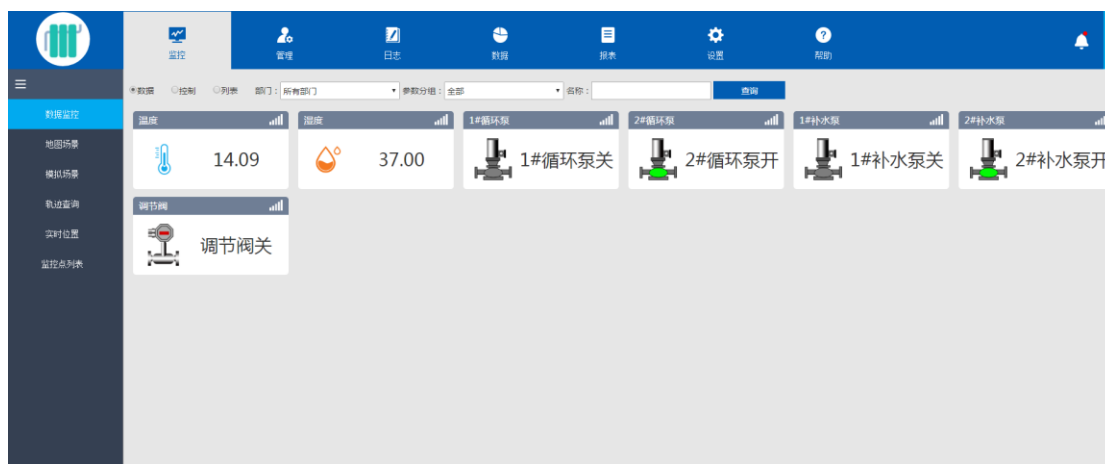 监控 管理 日志 数据 报表 设置 帮助
数据监控
地图场景
模拟场景
轨迹查询
实时位置
监控点列表
数据 控制 列表 部门：所有部门 参数分组：全部 名称： 查询
温度 湿度 1#循环泵 2#循环泵 1#补水泵 2#补水泵
14.09 37.00 1#循环泵关 2#循环泵开 1#补水泵关 2#补水泵开
调节阀
调节阀关